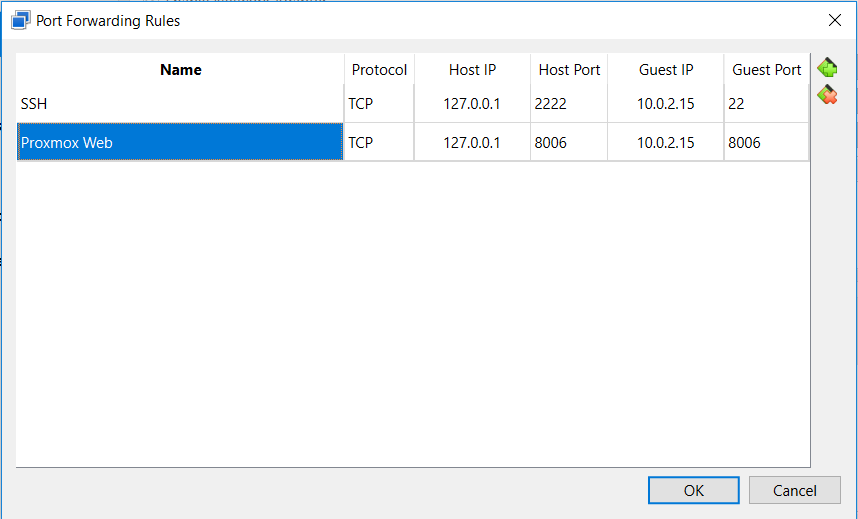 Port Forwarding Rules
Name Protocol Host IP Host Port Guest IP Guest Port
SSH TCP 127.0.0.1 2222 10.0.2.15 22
Proxmox Web TCP 127.0.0.1 8006 10.0.2.15 8006
OK Cancel